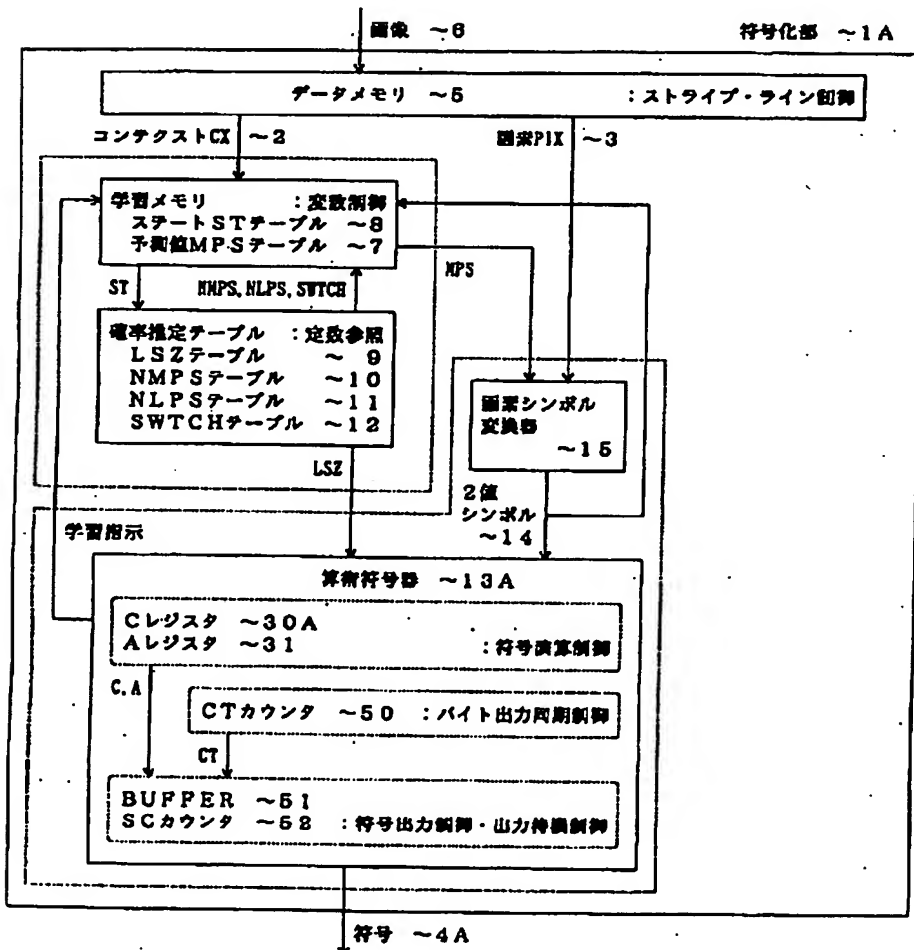 画像 ～6
符号化部 ～1A
データメモリ ～5 ：ストライプ・ライン制御
コンテクストCX ～2
画素PIX ～3
学習メモリ ：変数制御
ステートSTテーブル ～8
予測値MPSテーブル ～7
MPS
ST
NMPS,NLPS,SWTCH
確率推定テーブル ：定数参照
LSZテーブル ～ 9
NMPSテーブル ～10
NLPSテーブル ～11
SWTCHテーブル ～12
画素シンボル
変換器
～15
LSZ
2値
シンボル
～14
学習指示
算術符号器 ～13A
Cレジスタ ～30A
Aレジスタ ～31 ：符号演算制御
C,A
CTカウンタ ～50 ：バイト出力同期制御
CT
BUFFER ～51
SCカウンタ ～52 ：符号出力制御・出力待機制御
符号 ～4A